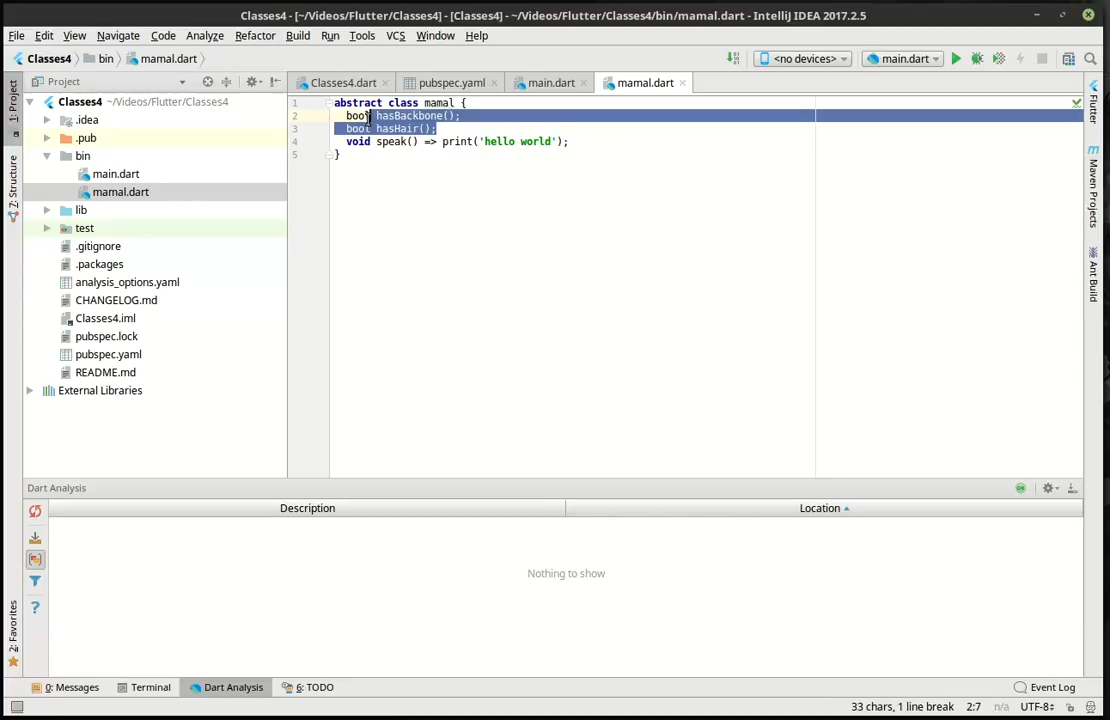 Classes4 - [~/Videos/Flutter/Classes4] - [Classes4] - ~/Videos/Flutter/Classes4/bin/mamal.dart - IntelliJ IDEA 2017.2.5
File Edit View Navigate Code Analyze Refactor Build Run Tools VCS Window Help
Classes4 bin mamal.dart <no devices> main.dart
Project Classes4.dart pubspec.yaml main.dart mamal.dart
1: Project
7: Structure
2: Favorites
Classes4 ~/Videos/Flutter/Classes4
.idea
.pub
bin
main.dart
mamal.dart
lib
test
.gitignore
.packages
analysis_options.yaml
CHANGELOG.md
Classes4.iml
pubspec.lock
pubspec.yaml
README.md
External Libraries
1 abstract class mamal {
2 bool hasBackbone();
3 bool hasHair();
4 void speak() => print('hello world');
5 }
Flutter
Maven Projects
Ant Build
Dart Analysis
Description Location
Nothing to show
0: Messages Terminal Dart Analysis 6: TODO Event Log
33 chars, 1 line break 2:7 n/a UTF-8